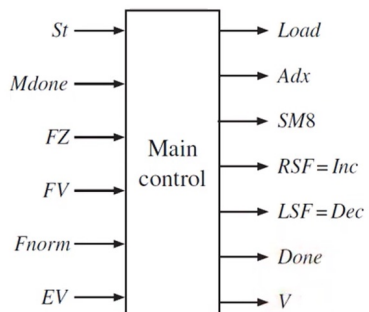 St
Mdone
FZ
FV
Fnorm
EV
Main
control
Load
Adx
SM8
RSF = Inc
LSF = Dec
Done
V